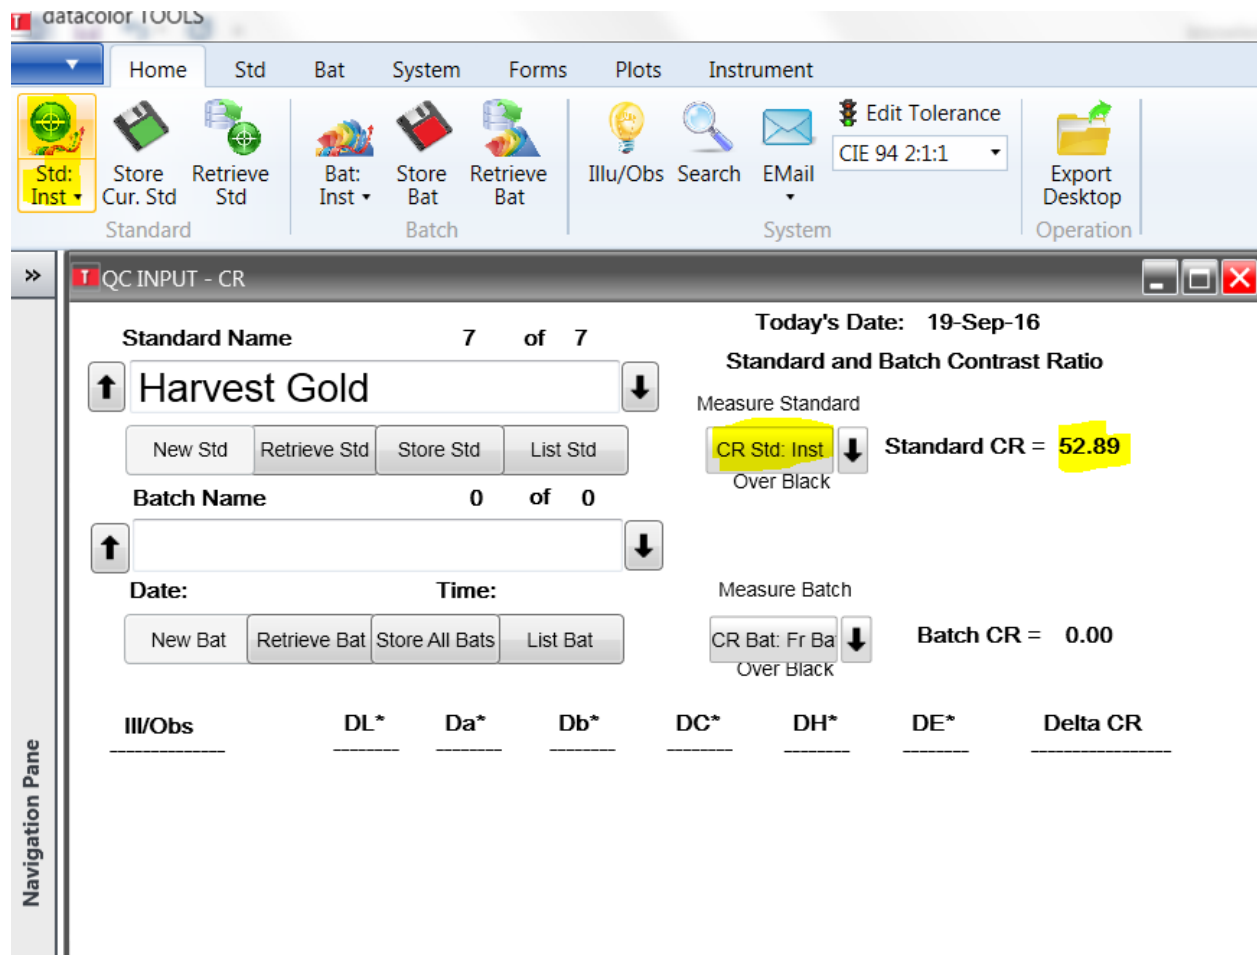 datacolor TOOLS
Home Std Bat System Forms Plots Instrument
Std: Inst
Store Cur. Std
Retrieve Std
Standard
Bat: Inst
Store Bat
Retrieve Bat
Batch
Illu/Obs
Search
EMail
Edit Tolerance
CIE 94 2:1:1
System
Export Desktop
Operation
»
QC INPUT - CR
Today's Date: 19-Sep-16
Standard Name 7 of 7
Standard and Batch Contrast Ratio
Harvest Gold
Measure Standard
New Std Retrieve Std Store Std List Std
CR Std: Inst
Standard CR = 52.89
Over Black
Batch Name 0 of 0
Date: Time:
Measure Batch
New Bat Retrieve Bat Store All Bats List Bat
CR Bat: Fr Ba
Batch CR = 0.00
Over Black
Ill/Obs DL* Da* Db* DC* DH* DE* Delta CR
Navigation Pane